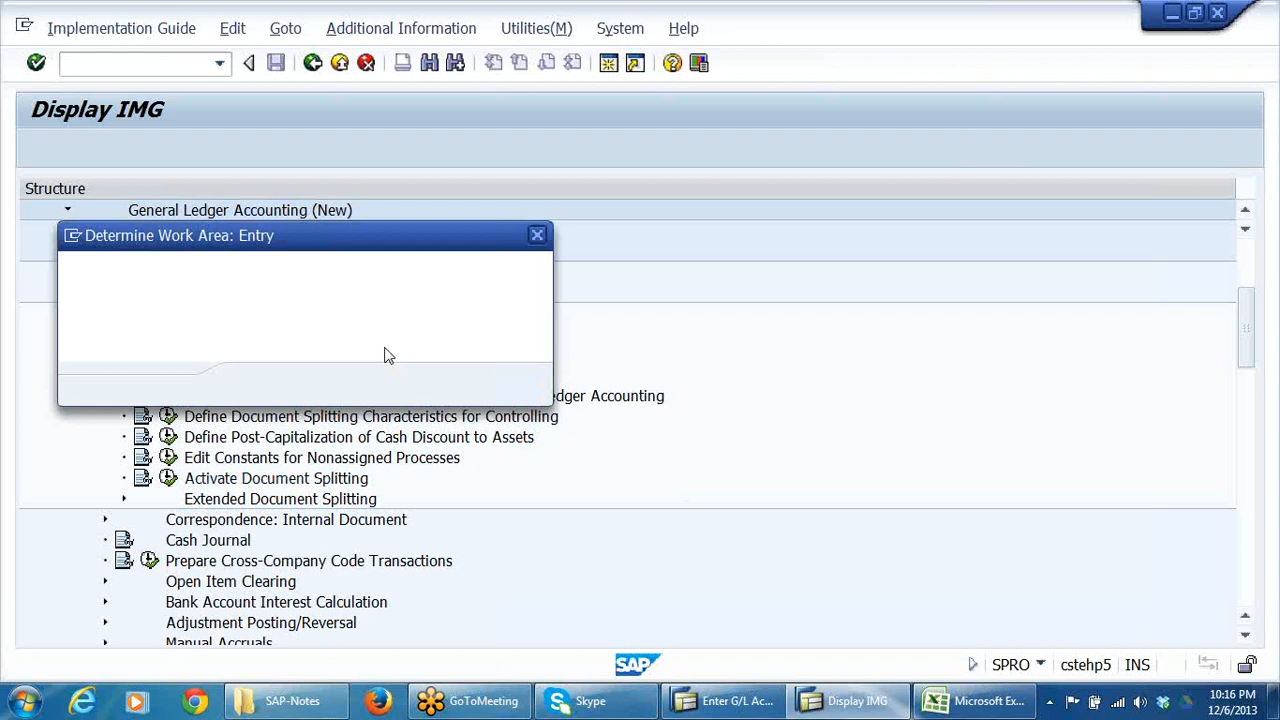 Implementation Guide Edit Goto Additional Information Utilities(M) System Help
Display IMG
Structure
General Ledger Accounting (New)
Determine Work Area: Entry
edger Accounting
Define Document Splitting Characteristics for Controlling
Define Post-Capitalization of Cash Discount to Assets
Edit Constants for Nonassigned Processes
Activate Document Splitting
Extended Document Splitting
Correspondence: Internal Document
Cash Journal
Prepare Cross-Company Code Transactions
Open Item Clearing
Bank Account Interest Calculation
Adjustment Posting/Reversal
Manual Accruals
SAP SPRO cstehp5 INS
SAP-Notes GoToMeeting Skype Enter G/L Ac... Display IMG Microsoft Ex...
10:16 PM
12/6/2013